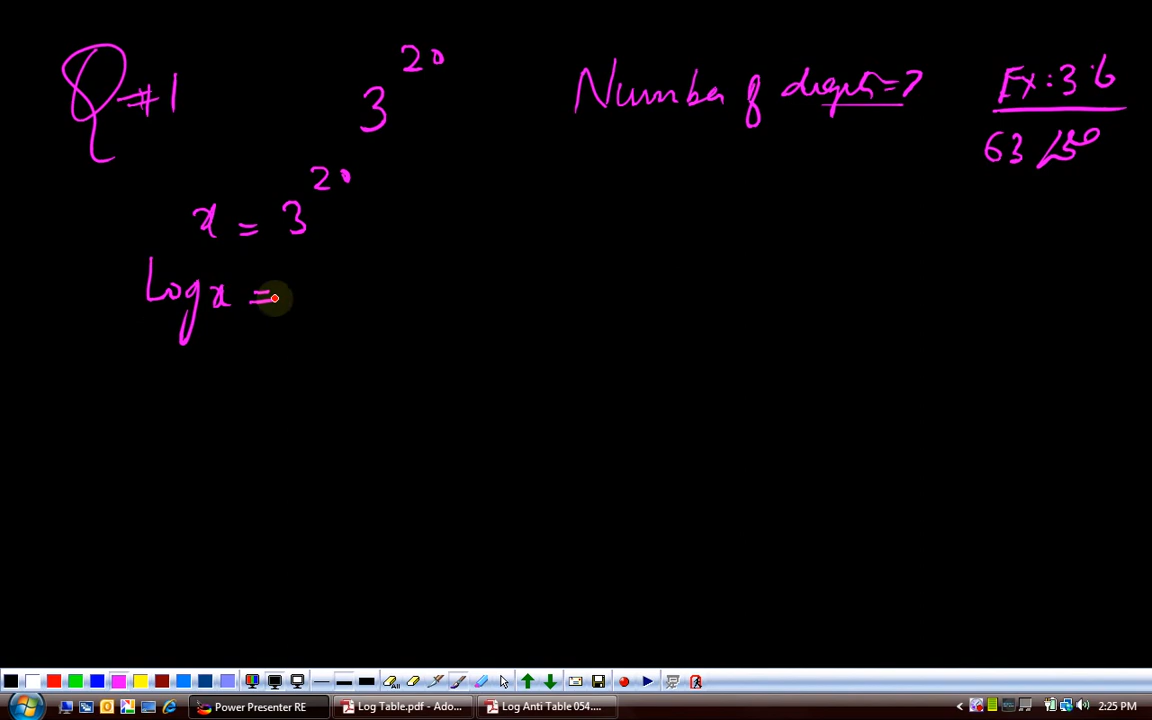 Q #1
3^20
Number of digits = ?
Ex: 3.6
63
x = 3^20
Log x =
Power Presenter RE
Log Table.pdf - Ado...
Log Anti Table 054....
2:25 PM